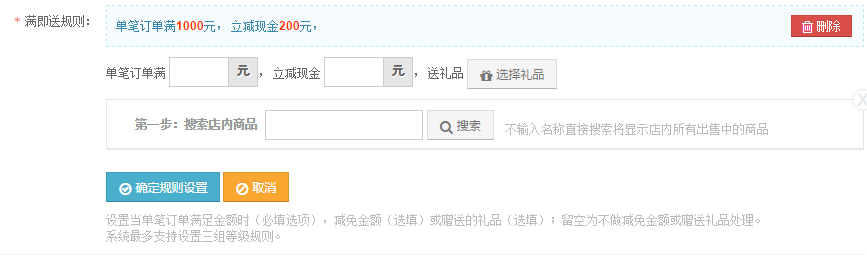 * 满即送规则：
单笔订单满1000元，立减现金200元，
删除
单笔订单满 元，立减现金 元，送礼品 选择礼品
X
第一步：搜索店内商品 搜索 不输入名称直接搜索将显示店内所有出售中的商品
确定规则设置 取消
设置当单笔订单满足金额时（必填选项），减免金额（选填）或赠送的礼品（选填）；留空为不做减免金额或赠送礼品处理。
系统最多支持设置三组等级规则。